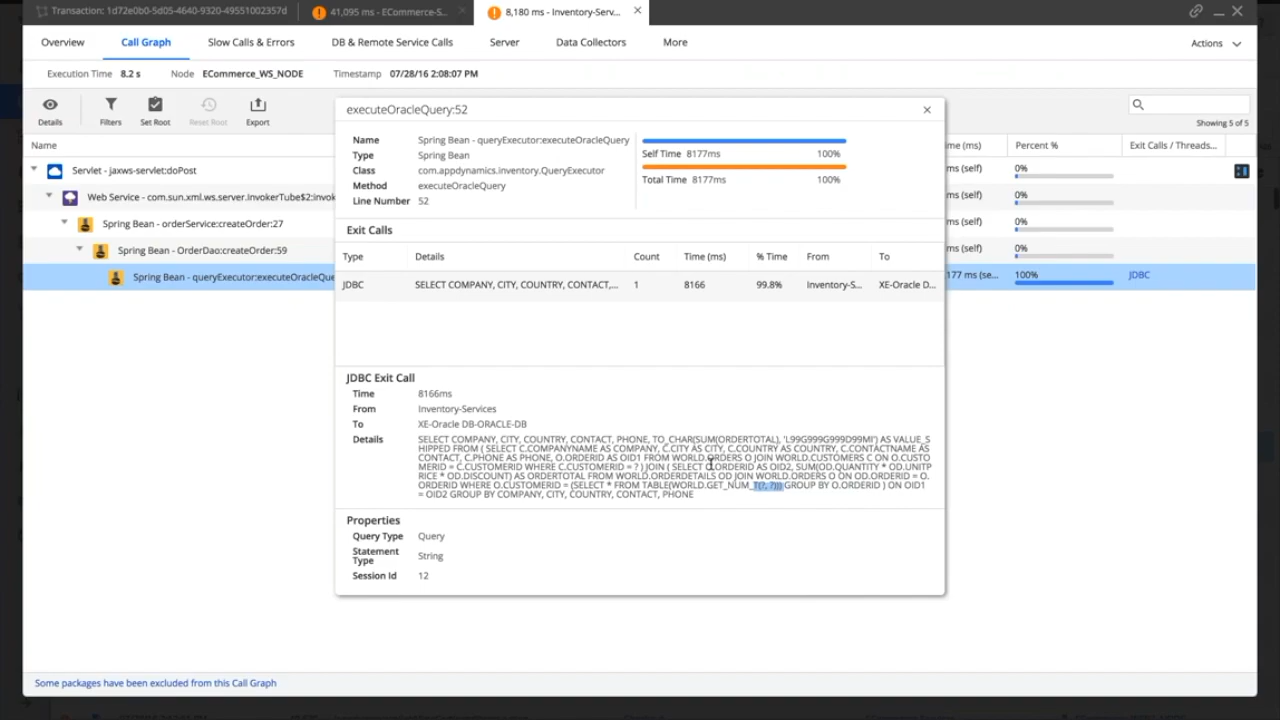 Transaction: 1d72e0b0-5d05-4640-9320-49551002357d
41,095 ms - ECommerce-S...
8,180 ms - Inventory-Serv...
Overview
Call Graph
Slow Calls & Errors
DB & Remote Service Calls
Server
Data Collectors
More
Actions
Execution Time 8.2 s
Node ECommerce_WS_NODE
Timestamp 07/28/16 2:08:07 PM
Details
Filters
Set Root
Reset Root
Export
Showing 5 of 5
Name
me (ms)
Percent %
Exit Calls / Threads...
Servlet - jaxws-servlet:doPost
ms (self)
0%
Web Service - com.sun.xml.ws.server.InvokerTube$2:invok
ms (self)
0%
Spring Bean - orderService:createOrder:27
ms (self)
0%
Spring Bean - OrderDao:createOrder:59
ms (self)
0%
Spring Bean - queryExecutor:executeOracleQue
177 ms (se...
100%
JDBC
executeOracleQuery:52
Name Spring Bean - queryExecutor:executeOracleQuery
Type Spring Bean
Class com.appdynamics.inventory.QueryExecutor
Method executeOracleQuery
Line Number 52
Self Time 8177ms 100%
Total Time 8177ms 100%
Exit Calls
Type Details Count Time (ms) % Time From To
JDBC SELECT COMPANY, CITY, COUNTRY, CONTACT,... 1 8166 99.8% Inventory-S... XE-Oracle D...
JDBC Exit Call
Time 8166ms
From Inventory-Services
To XE-Oracle DB-ORACLE-DB
Details SELECT COMPANY, CITY, COUNTRY, CONTACT, PHONE, TO_CHAR(SUM(ORDERTOTAL), 'L99G999G999D99MI') AS VALUE_S
HIPPED FROM ( SELECT C.COMPANYNAME AS COMPANY, C.CITY AS CITY, C.COUNTRY AS COUNTRY, C.CONTACTNAME AS
CONTACT, C.PHONE AS PHONE, O.ORDERID AS OID1 FROM WORLD.ORDERS O JOIN WORLD.CUSTOMERS C ON O.CUSTO
MERID = C.CUSTOMERID WHERE C.CUSTOMERID = ? ) JOIN ( SELECT O.ORDERID AS OID2, SUM(OD.QUANTITY * OD.UNITP
RICE * OD.DISCOUNT) AS ORDERTOTAL FROM WORLD.ORDERDETAILS OD JOIN WORLD.ORDERS O ON OD.ORDERID = O.
ORDERID WHERE O.CUSTOMERID = (SELECT * FROM TABLE(WORLD.GET_NUM_T(?, ?))) GROUP BY O.ORDERID ) ON OID1
= OID2 GROUP BY COMPANY, CITY, COUNTRY, CONTACT, PHONE
Properties
Query Type Query
Statement
Type
String
Session Id 12
Some packages have been excluded from this Call Graph